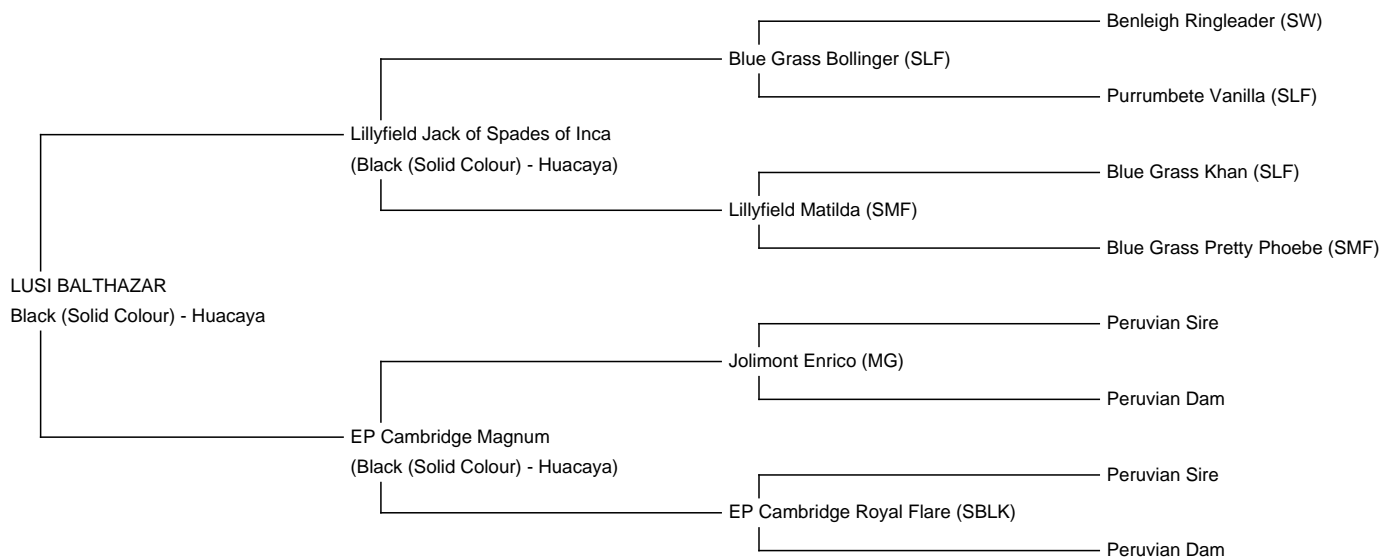 Benleigh Ringleader (SW)
Blue Grass Bollinger (SLF)
Purrumbete Vanilla (SLF)
Lillyfield Jack of Spades of Inca
(Black (Solid Colour) - Huacaya)
Blue Grass Khan (SLF)
Lillyfield Matilda (SMF)
Blue Grass Pretty Phoebe (SMF)
LUSI BALTHAZAR
Black (Solid Colour) - Huacaya
Peruvian Sire
Jolimont Enrico (MG)
Peruvian Dam
EP Cambridge Magnum
(Black (Solid Colour) - Huacaya)
Peruvian Sire
EP Cambridge Royal Flare (SBLK)
Peruvian Dam